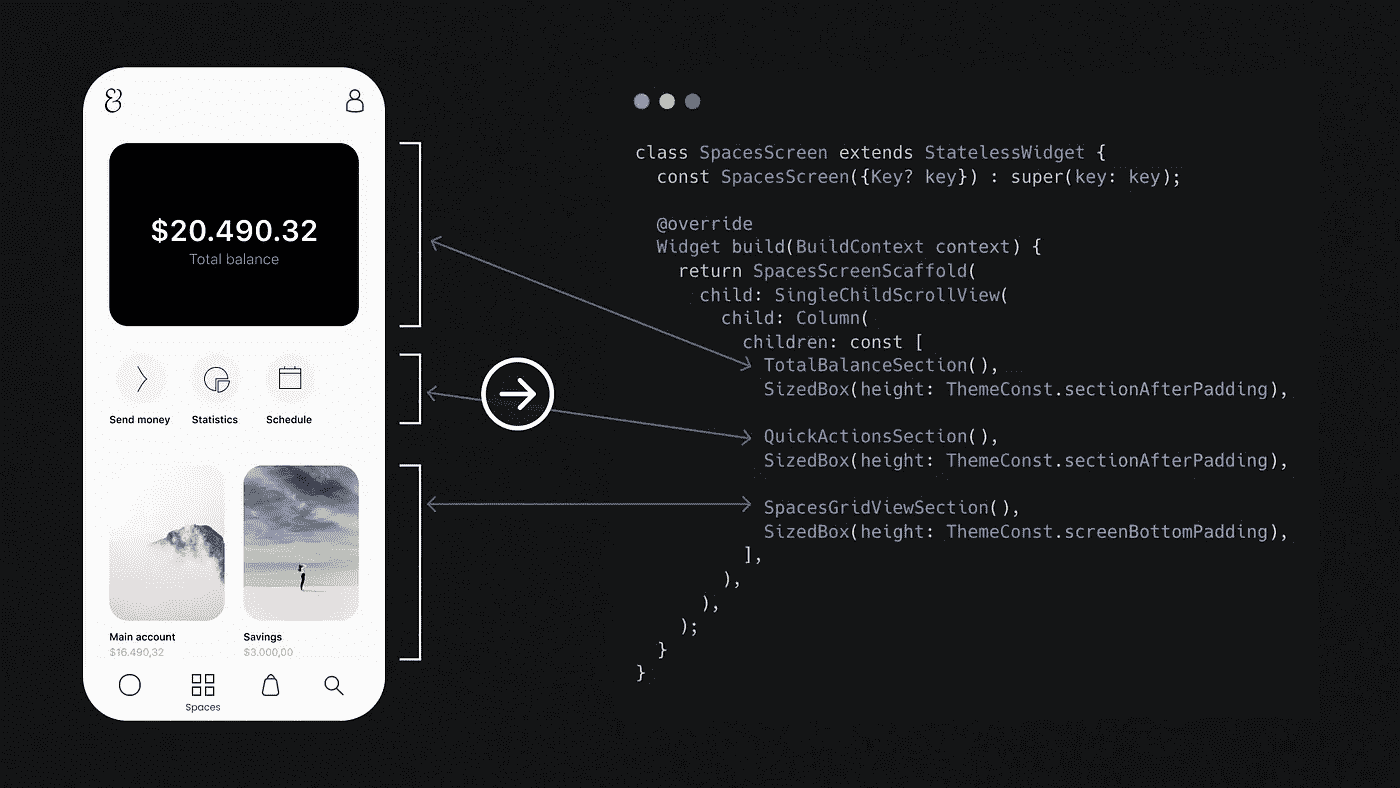 &
$20.490.32
Total balance
Send money Statistics Schedule
Main account Savings
$16.490,32 $3.000,00
Spaces
class SpacesScreen extends StatelessWidget {
const SpacesScreen({Key? key}) : super(key: key);
@override
Widget build(BuildContext context) {
return SpacesScreenScaffold(
child: SingleChildScrollView(
child: Column(
children: const [
TotalBalanceSection(),
SizedBox(height: ThemeConst.sectionAfterPadding),
QuickActionsSection(),
SizedBox(height: ThemeConst.sectionAfterPadding),
SpacesGridViewSection(),
SizedBox(height: ThemeConst.screenBottomPadding),
],
),
),
);
}
}